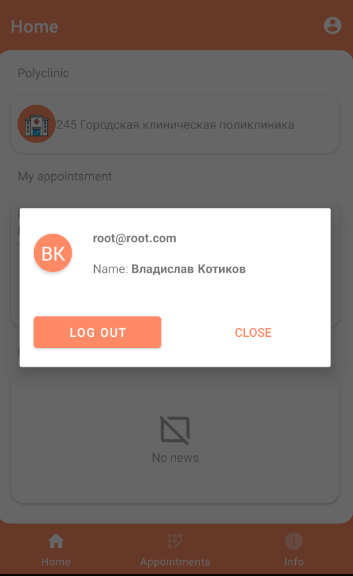 Home
Polyclinic
245 Городская клиническая поликлиника
My appointsment
ВК
root@root.com
Name: Владислав Котиков
LOG OUT
CLOSE
No news
Home
Appointments
Info